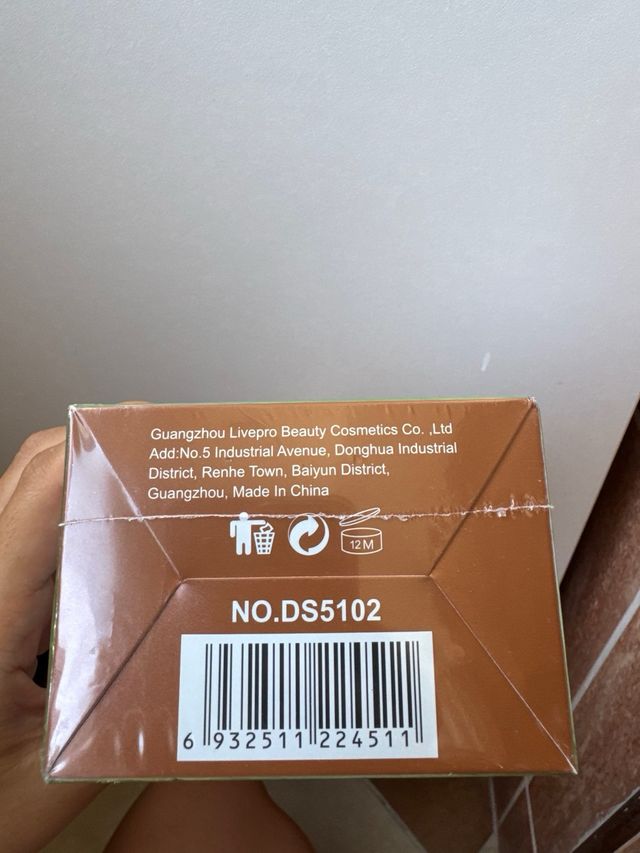 Guangzhou Livepro Beauty Cosmetics Co. ,Ltd
Add:No.5 Industrial Avenue, Donghua Industrial
District, Renhe Town, Baiyun District,
Guangzhou, Made In China
12M
NO.DS5102
6 932511 224511